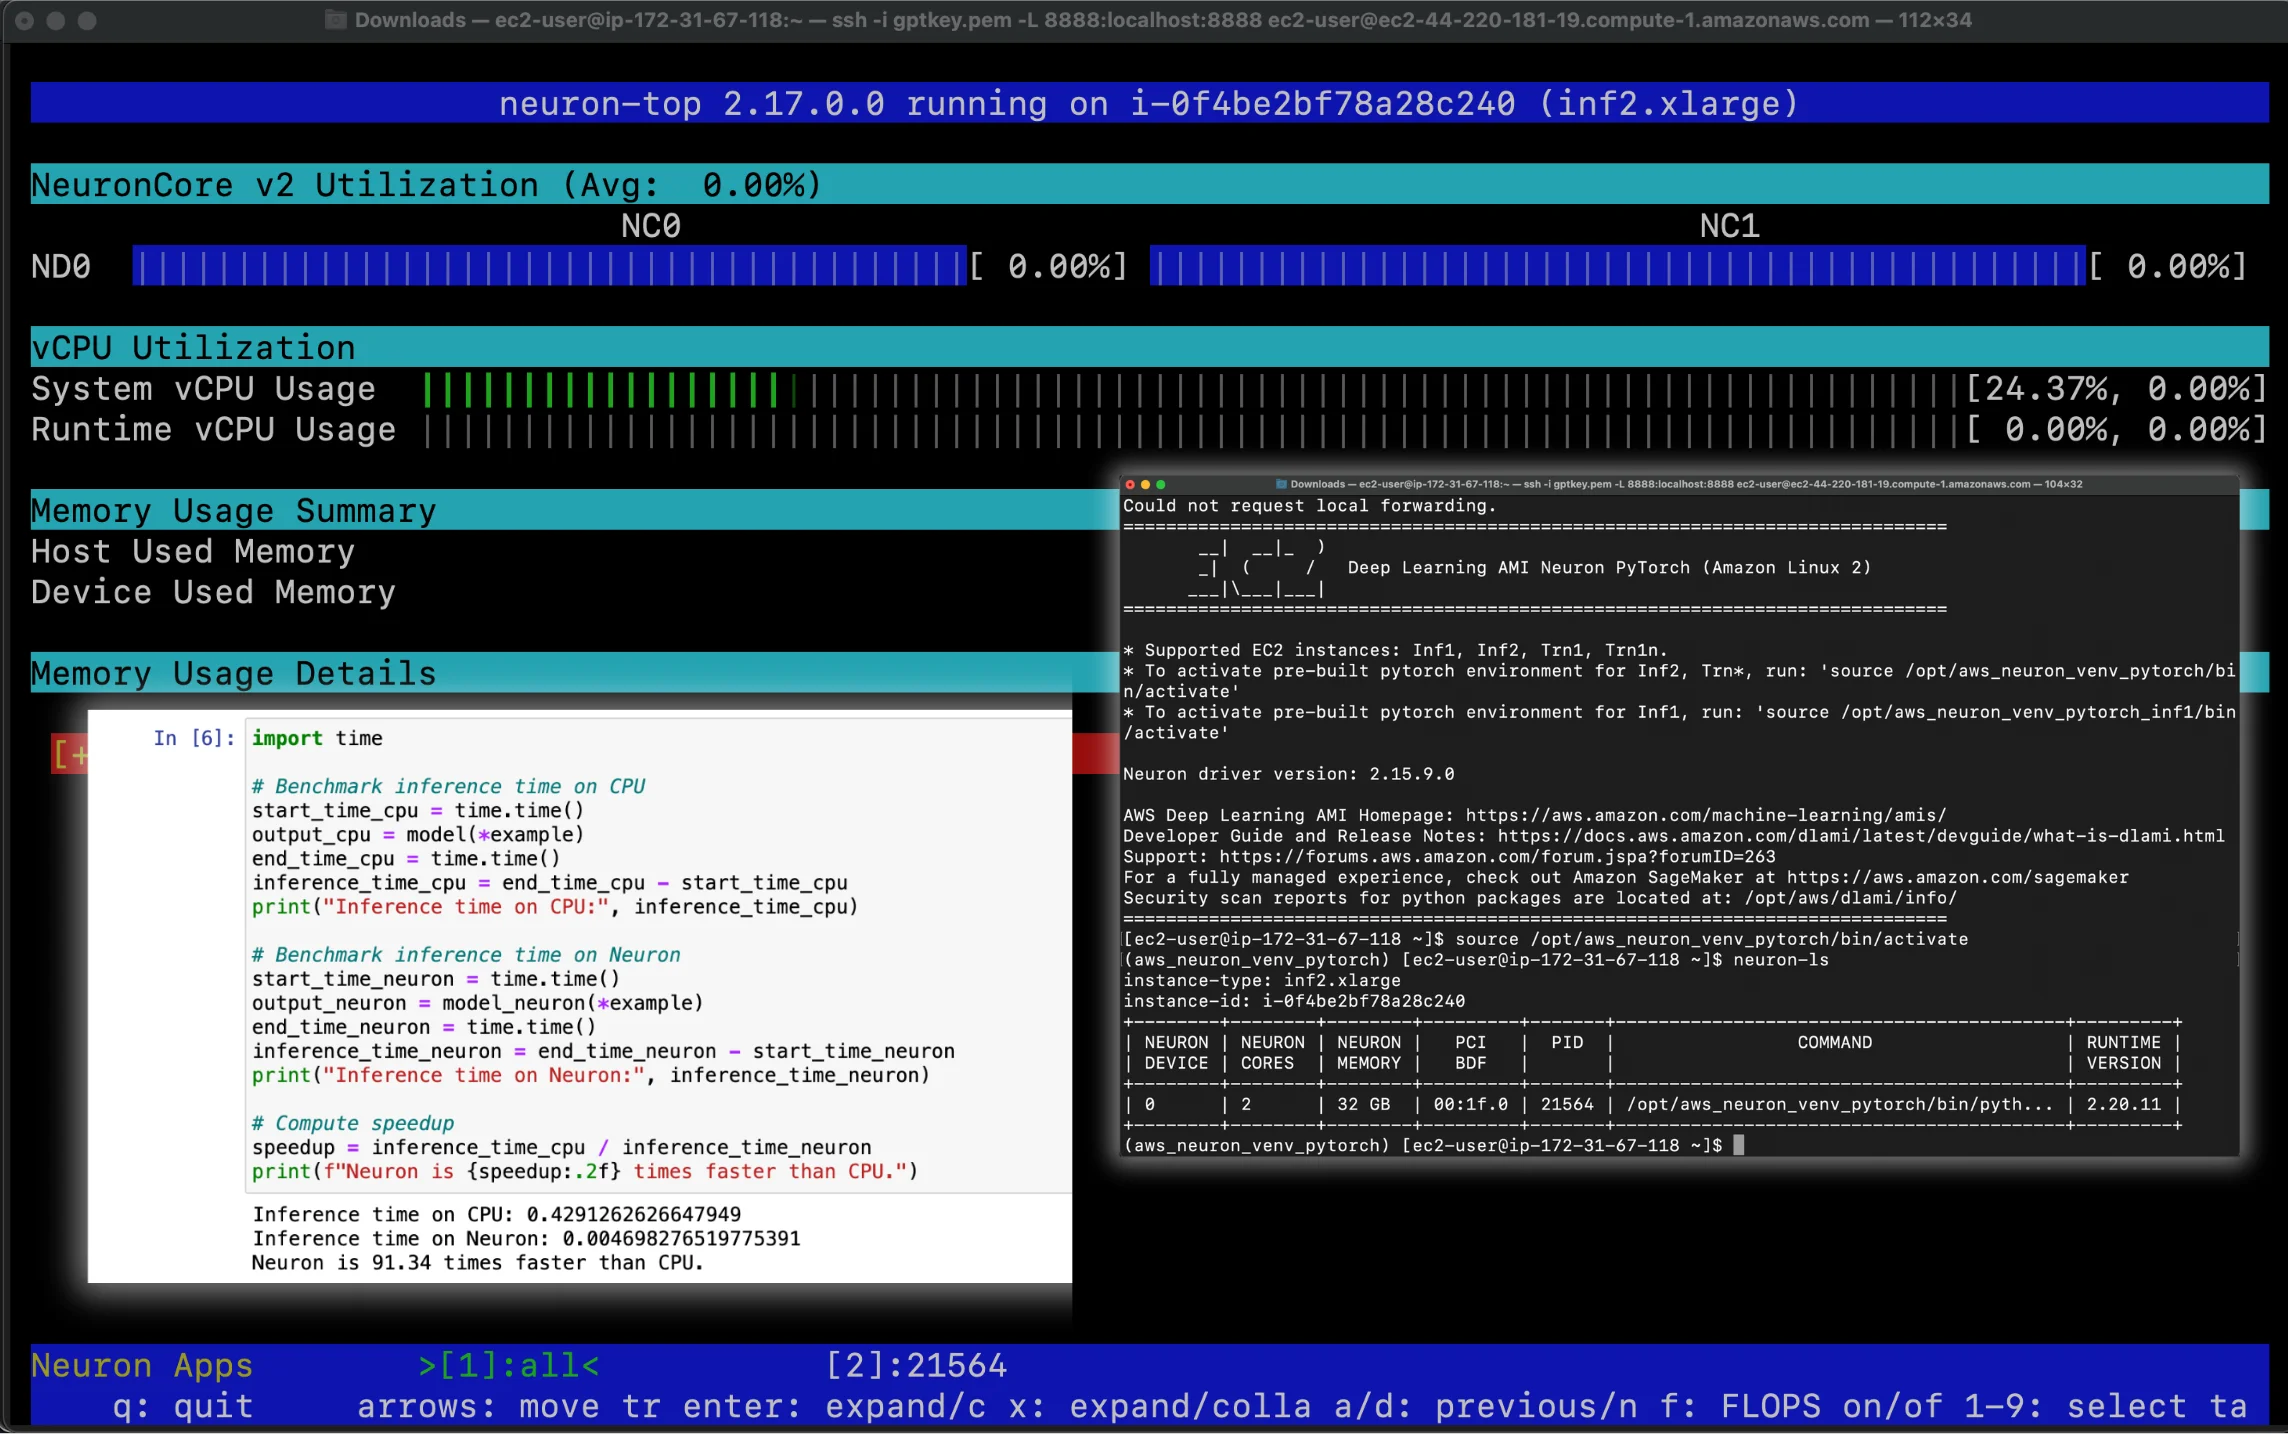 Downloads — ec2-user@ip-172-31-67-118:~ — ssh -i gptkey.pem -L 8888:localhost:8888 ec2-user@ec2-44-220-181-19.compute-1.amazonaws.com — 112×34
neuron-top 2.17.0.0 running on i-0f4be2bf78a28c240 (inf2.xlarge)
NeuronCore v2 Utilization (Avg:  0.00%)
NC0 NC1
ND0 [ 0.00%] [ 0.00%]
vCPU Utilization
System vCPU Usage [24.37%, 0.00%]
Runtime vCPU Usage [ 0.00%, 0.00%]
Memory Usage Summary
Host Used Memory
Device Used Memory
Memory Usage Details
[+
In [6]: import time
# Benchmark inference time on CPU
start_time_cpu = time.time()
output_cpu = model(*example)
end_time_cpu = time.time()
inference_time_cpu = end_time_cpu - start_time_cpu
print("Inference time on CPU:", inference_time_cpu)
# Benchmark inference time on Neuron
start_time_neuron = time.time()
output_neuron = model_neuron(*example)
end_time_neuron = time.time()
inference_time_neuron = end_time_neuron - start_time_neuron
print("Inference time on Neuron:", inference_time_neuron)
# Compute speedup
speedup = inference_time_cpu / inference_time_neuron
print(f"Neuron is {speedup:.2f} times faster than CPU.")
Inference time on CPU: 0.4291262626647949
Inference time on Neuron: 0.004698276519775391
Neuron is 91.34 times faster than CPU.
Downloads — ec2-user@ip-172-31-67-118:~ — ssh -i gptkey.pem -L 8888:localhost:8888 ec2-user@ec2-44-220-181-19.compute-1.amazonaws.com — 104×32
Could not request local forwarding.
=============================================================================
       __|  __|_  )
       _|  (     /   Deep Learning AMI Neuron PyTorch (Amazon Linux 2)
      ___|\___|___|
=============================================================================
* Supported EC2 instances: Inf1, Inf2, Trn1, Trn1n.
* To activate pre-built pytorch environment for Inf2, Trn*, run: 'source /opt/aws_neuron_venv_pytorch/bi
n/activate'
* To activate pre-built pytorch environment for Inf1, run: 'source /opt/aws_neuron_venv_pytorch_inf1/bin
/activate'
Neuron driver version: 2.15.9.0
AWS Deep Learning AMI Homepage: https://aws.amazon.com/machine-learning/amis/
Developer Guide and Release Notes: https://docs.aws.amazon.com/dlami/latest/devguide/what-is-dlami.html
Support: https://forums.aws.amazon.com/forum.jspa?forumID=263
For a fully managed experience, check out Amazon SageMaker at https://aws.amazon.com/sagemaker
Security scan reports for python packages are located at: /opt/aws/dlami/info/
=============================================================================
[ec2-user@ip-172-31-67-118 ~]$ source /opt/aws_neuron_venv_pytorch/bin/activate
(aws_neuron_venv_pytorch) [ec2-user@ip-172-31-67-118 ~]$ neuron-ls
instance-type: inf2.xlarge
instance-id: i-0f4be2bf78a28c240
+--------+--------+--------+---------+-------+------------------------------------------+---------+
| NEURON | NEURON | NEURON |   PCI   |  PID  |                 COMMAND                  | RUNTIME |
| DEVICE | CORES  | MEMORY |   BDF   |       |                                          | VERSION |
+--------+--------+--------+---------+-------+------------------------------------------+---------+
| 0      | 2      | 32 GB  | 00:1f.0 | 21564 | /opt/aws_neuron_venv_pytorch/bin/pyth... | 2.20.11 |
+--------+--------+--------+---------+-------+------------------------------------------+---------+
(aws_neuron_venv_pytorch) [ec2-user@ip-172-31-67-118 ~]$
Neuron Apps >[1]:all< [2]:21564
q: quit arrows: move tr enter: expand/c x: expand/colla a/d: previous/n f: FLOPS on/of 1-9: select ta